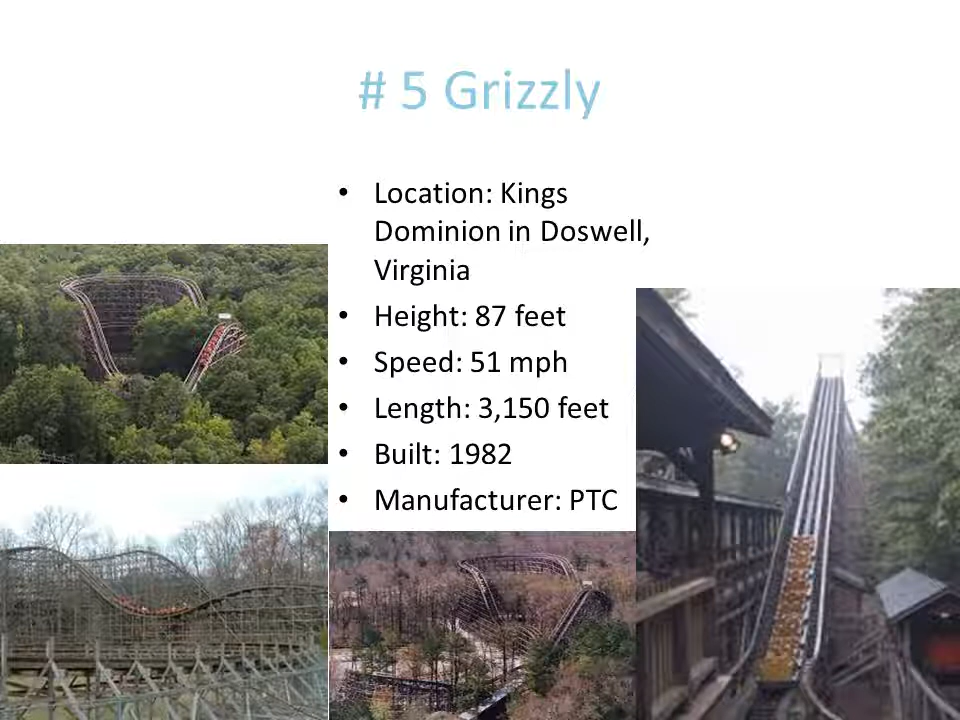 # 5 Grizzly
• Location: Kings
Dominion in Doswell,
Virginia
• Height: 87 feet
• Speed: 51 mph
• Length: 3,150 feet
• Built: 1982
• Manufacturer: PTC